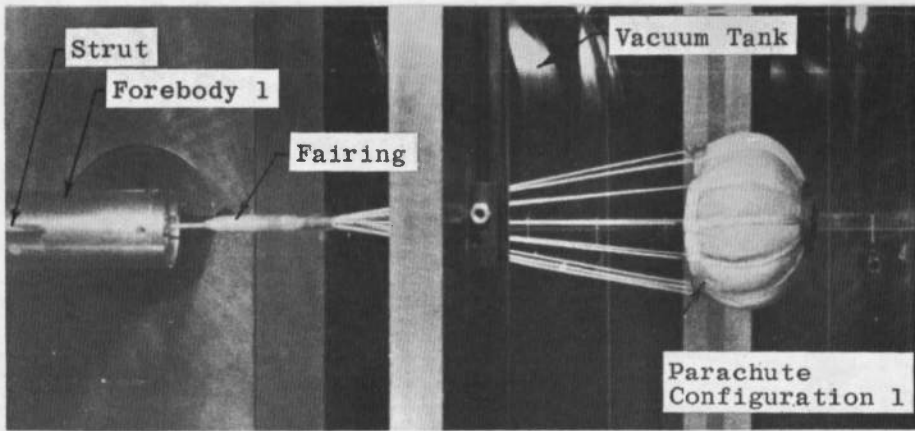 Strut
Forebody 1
Fairing
Vacuum Tank
Parachute
Configuration 1